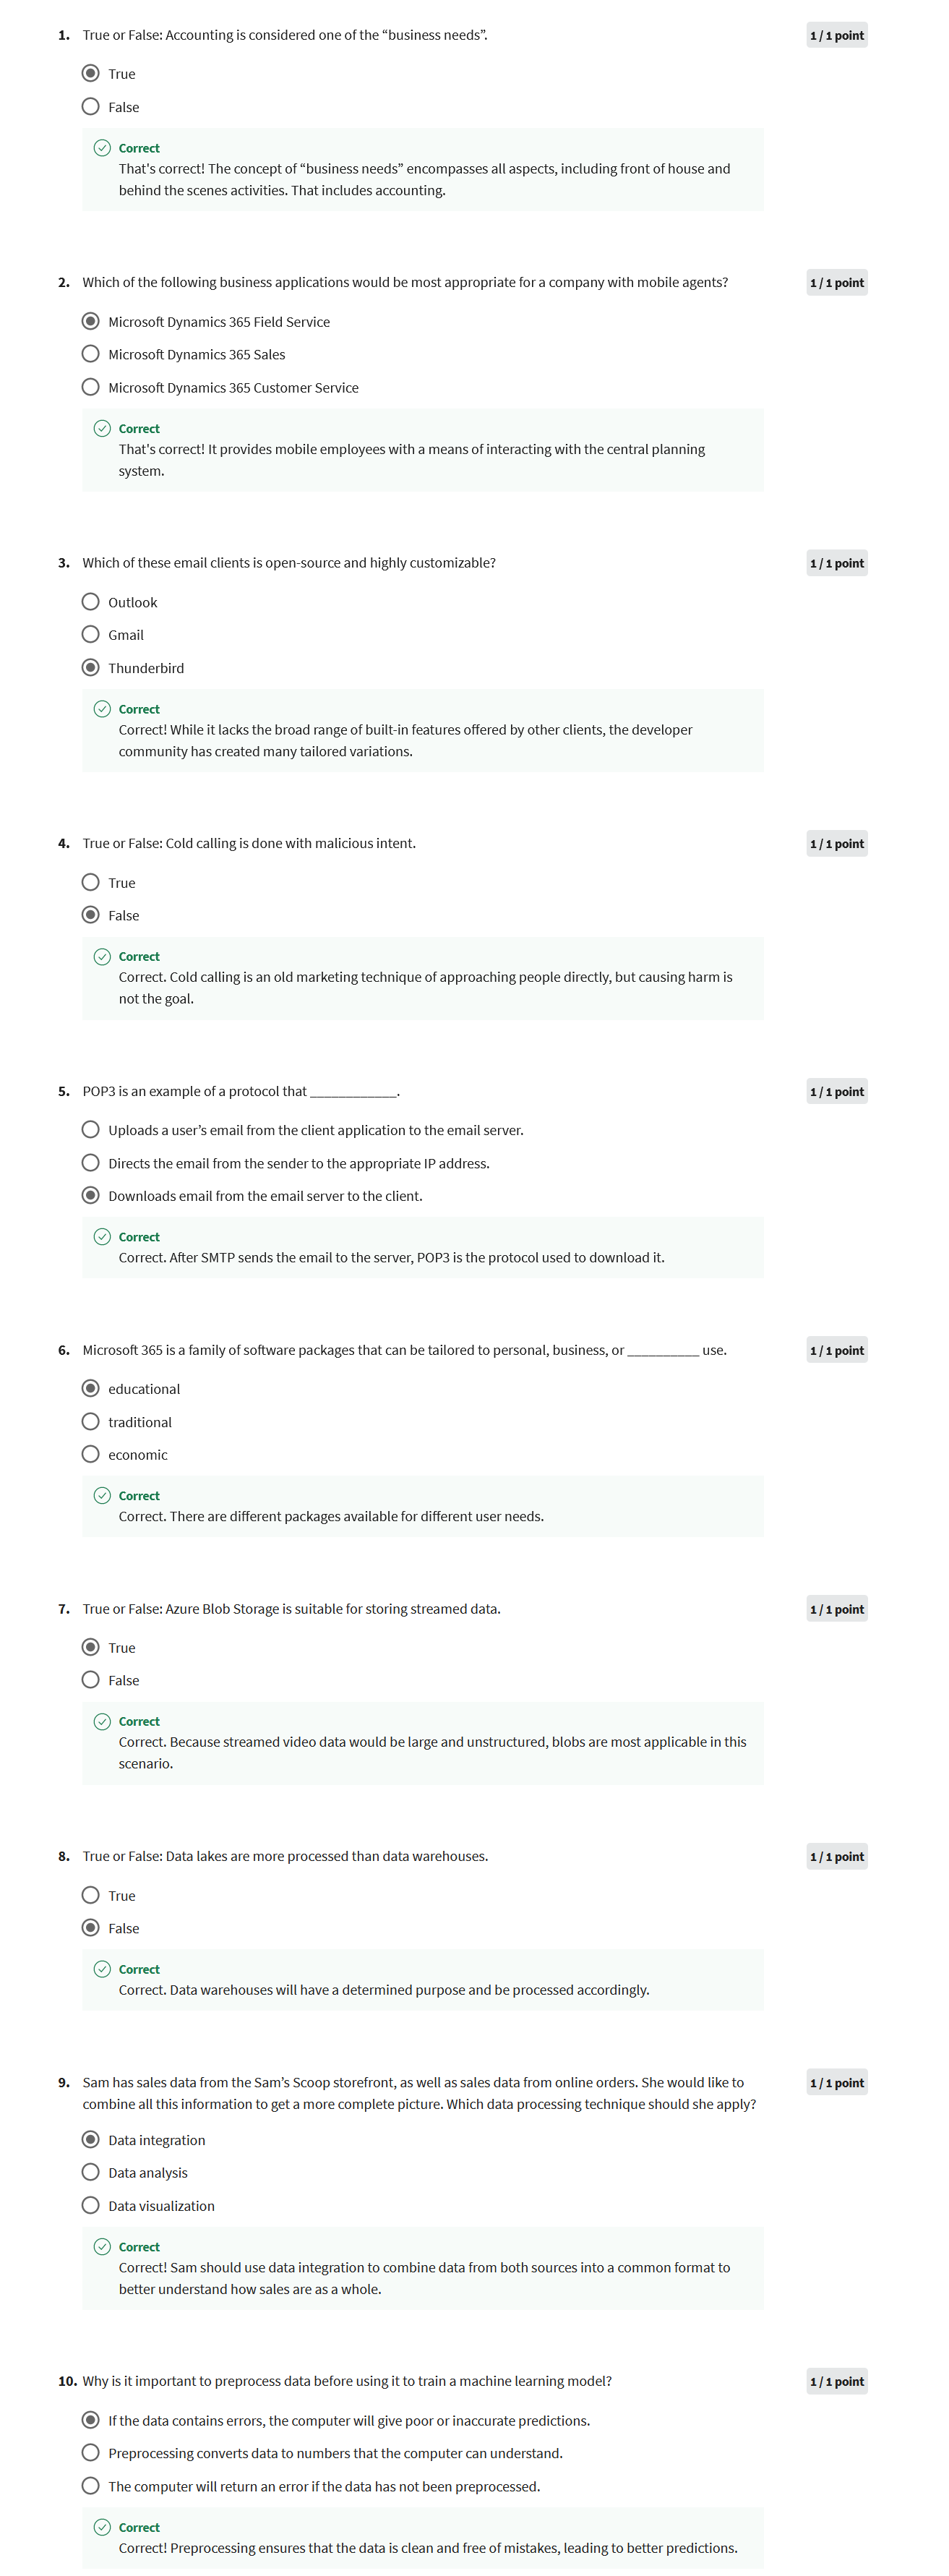 1. True or False: Accounting is considered one of the “business needs”.
1 / 1 point
True
False
Correct
That's correct! The concept of “business needs” encompasses all aspects, including front of house and
behind the scenes activities. That includes accounting.
2. Which of the following business applications would be most appropriate for a company with mobile agents?
1 / 1 point
Microsoft Dynamics 365 Field Service
Microsoft Dynamics 365 Sales
Microsoft Dynamics 365 Customer Service
Correct
That's correct! It provides mobile employees with a means of interacting with the central planning
system.
3. Which of these email clients is open-source and highly customizable?
1 / 1 point
Outlook
Gmail
Thunderbird
Correct
Correct! While it lacks the broad range of built-in features offered by other clients, the developer
community has created many tailored variations.
4. True or False: Cold calling is done with malicious intent.
1 / 1 point
True
False
Correct
Correct. Cold calling is an old marketing technique of approaching people directly, but causing harm is
not the goal.
5. POP3 is an example of a protocol that ____________.
1 / 1 point
Uploads a user’s email from the client application to the email server.
Directs the email from the sender to the appropriate IP address.
Downloads email from the email server to the client.
Correct
Correct. After SMTP sends the email to the server, POP3 is the protocol used to download it.
6. Microsoft 365 is a family of software packages that can be tailored to personal, business, or __________ use.
1 / 1 point
educational
traditional
economic
Correct
Correct. There are different packages available for different user needs.
7. True or False: Azure Blob Storage is suitable for storing streamed data.
1 / 1 point
True
False
Correct
Correct. Because streamed video data would be large and unstructured, blobs are most applicable in this
scenario.
8. True or False: Data lakes are more processed than data warehouses.
1 / 1 point
True
False
Correct
Correct. Data warehouses will have a determined purpose and be processed accordingly.
9. Sam has sales data from the Sam’s Scoop storefront, as well as sales data from online orders. She would like to
1 / 1 point
combine all this information to get a more complete picture. Which data processing technique should she apply?
Data integration
Data analysis
Data visualization
Correct
Correct! Sam should use data integration to combine data from both sources into a common format to
better understand how sales are as a whole.
10. Why is it important to preprocess data before using it to train a machine learning model?
1 / 1 point
If the data contains errors, the computer will give poor or inaccurate predictions.
Preprocessing converts data to numbers that the computer can understand.
The computer will return an error if the data has not been preprocessed.
Correct
Correct! Preprocessing ensures that the data is clean and free of mistakes, leading to better predictions.